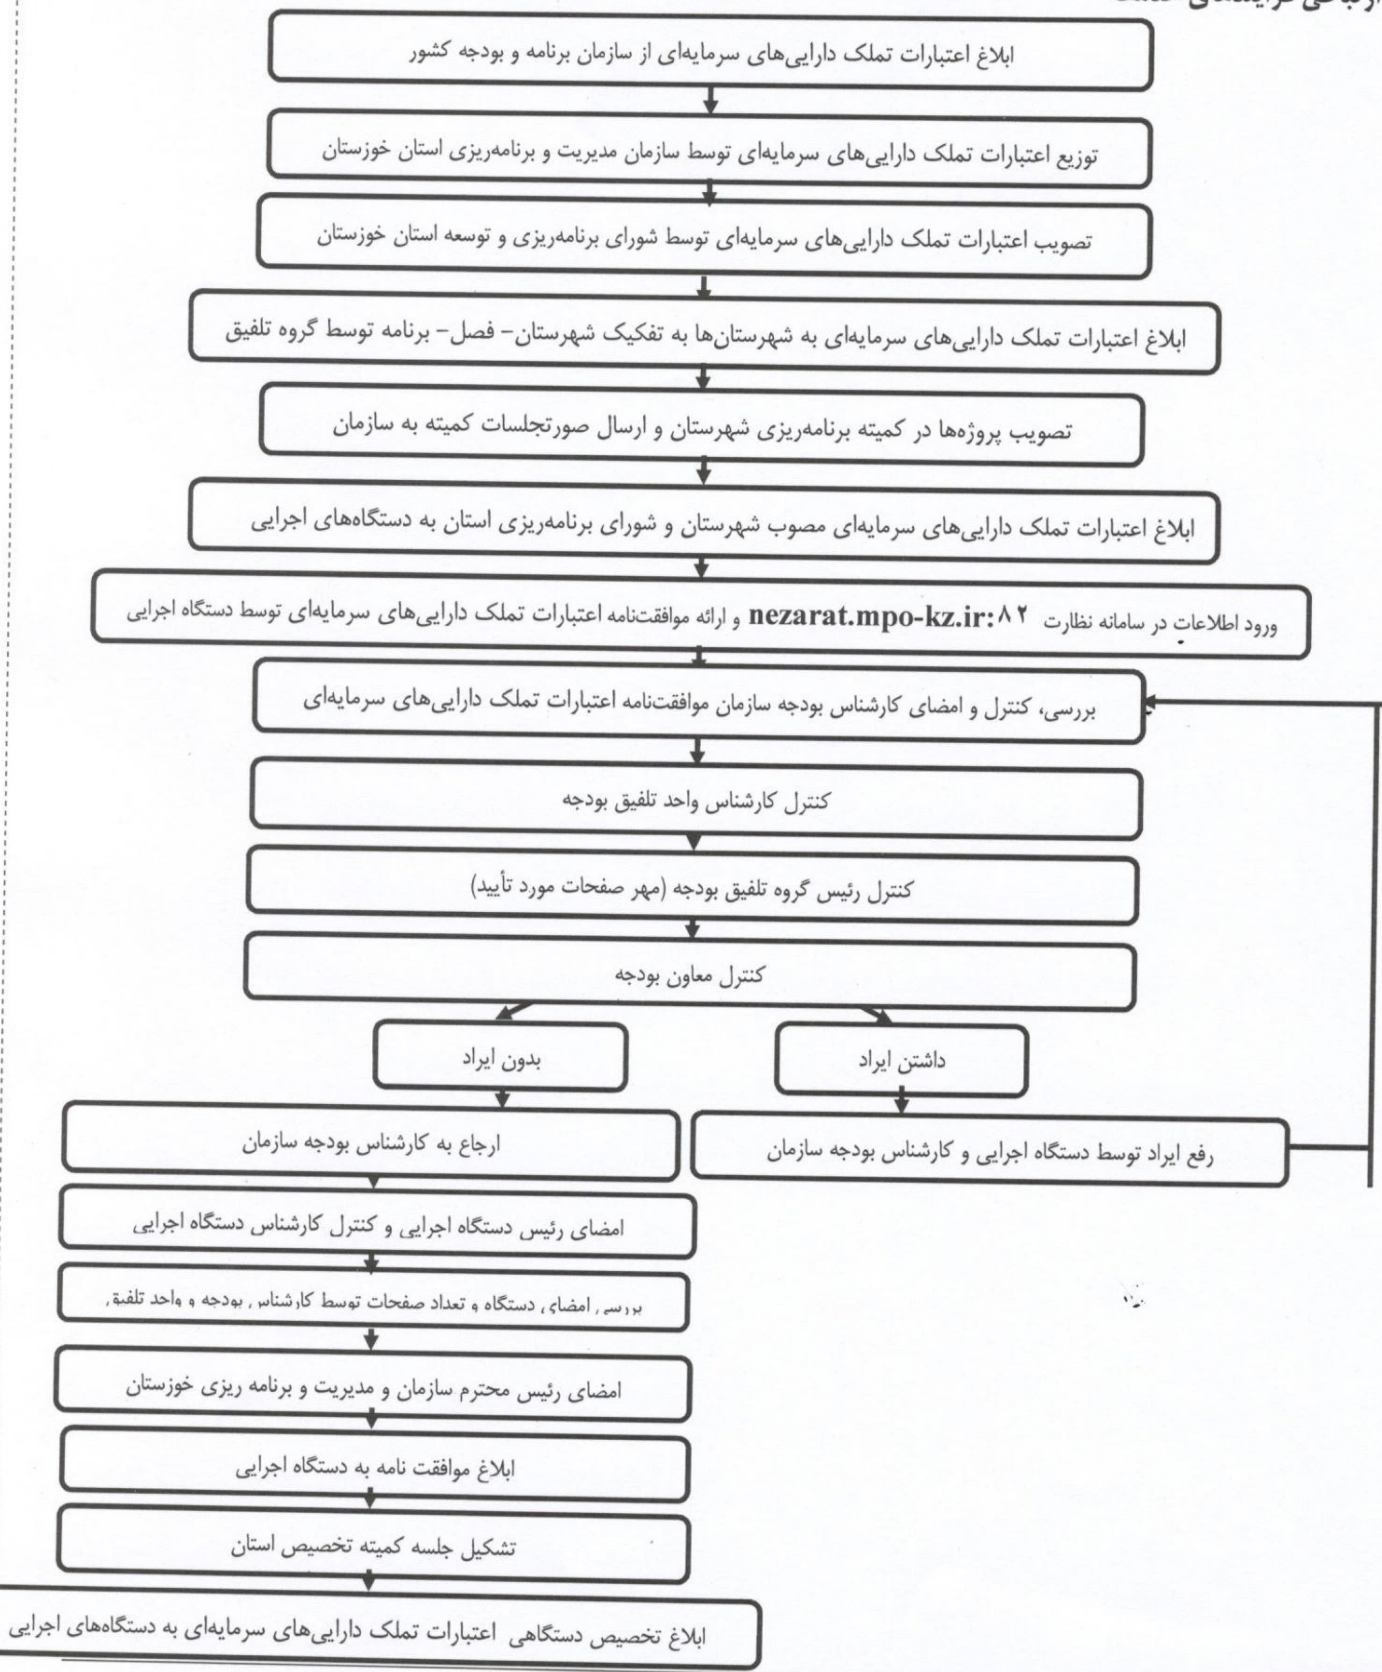 ابلاغ اعتبارات تملک دارایی‌های سرمایه‌ای از سازمان برنامه و بودجه کشور
توزیع اعتبارات تملک دارایی‌های سرمایه‌ای توسط سازمان مدیریت و برنامه‌ریزی استان خوزستان
تصویب اعتبارات تملک دارایی‌های سرمایه‌ای توسط شورای برنامه‌ریزی و توسعه استان خوزستان
ابلاغ اعتبارات تملک دارایی‌های سرمایه‌ای به شهرستان‌ها به تفکیک شهرستان- فصل- برنامه توسط گروه تلفیق
تصویب پروژه‌ها در کمیته برنامه‌ریزی شهرستان و ارسال صورتجلسات کمیته به سازمان
ابلاغ اعتبارات تملک دارایی‌های سرمایه‌ای مصوب شهرستان و شورای برنامه‌ریزی استان به دستگاه‌های اجرایی
ورود اطلاعات در سامانه نظارت nezarat.mpo-kz.ir:۸۲ و ارائه موافقت‌نامه اعتبارات تملک دارایی‌های سرمایه‌ای توسط دستگاه اجرایی
بررسی، کنترل و امضای کارشناس بودجه سازمان موافقت‌نامه اعتبارات تملک دارایی‌های سرمایه‌ای
کنترل کارشناس واحد تلفیق بودجه
کنترل رئیس گروه تلفیق بودجه (مهر صفحات مورد تأیید)
کنترل معاون بودجه
داشتن ایراد
بدون ایراد
رفع ایراد توسط دستگاه اجرایی و کارشناس بودجه سازمان
ارجاع به کارشناس بودجه سازمان
امضای رئیس دستگاه اجرایی و کنترل کارشناس دستگاه اجرایی
بررسی امضای دستگاه و تعداد صفحات توسط کارشناس بودجه و واحد تلفیق
امضای رئیس محترم سازمان و مدیریت و برنامه ریزی خوزستان
ابلاغ موافقت نامه به دستگاه اجرایی
تشکیل جلسه کمیته تخصیص استان
ابلاغ تخصیص دستگاهی اعتبارات تملک دارایی‌های سرمایه‌ای به دستگاه‌های اجرایی